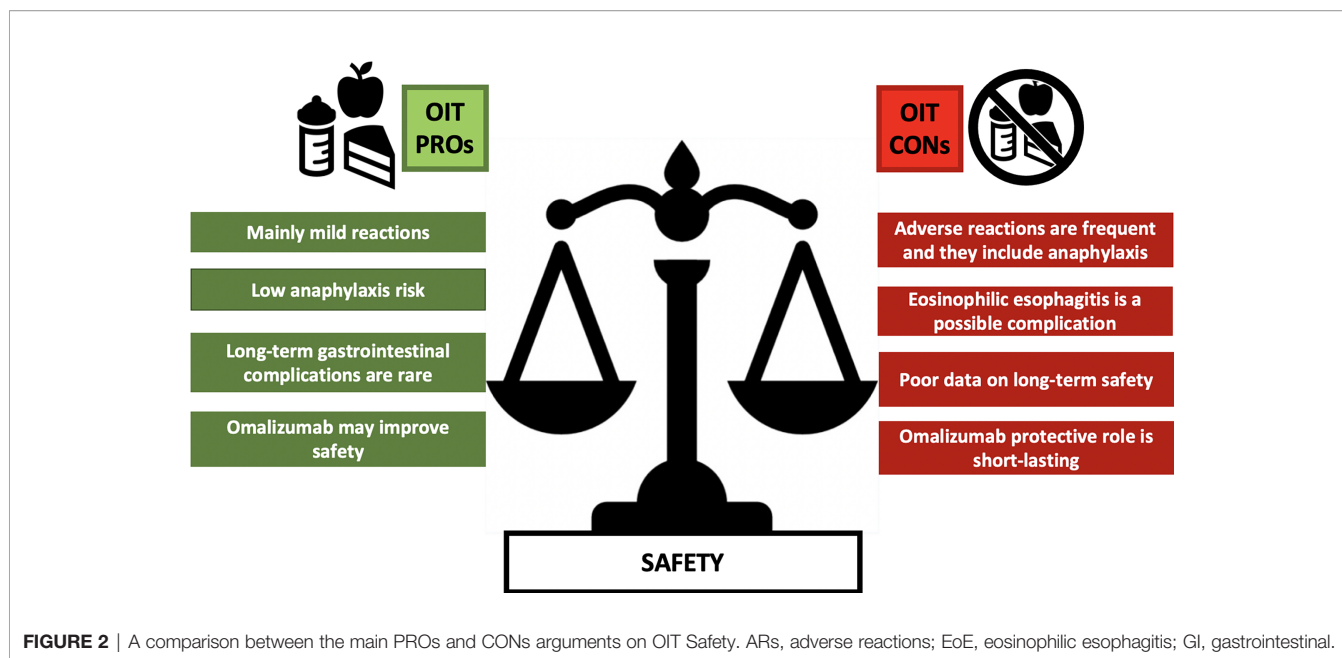 OIT
PROs
Mainly mild reactions
Low anaphylaxis risk
Long-term gastrointestinal
complications are rare
Omalizumab may improve
safety
OIT
CONs
Adverse reactions are frequent
and they include anaphylaxis
Eosinophilic esophagitis is a
possible complication
Poor data on long-term safety
Omalizumab protective role is
short-lasting
SAFETY
FIGURE 2 | A comparison between the main PROs and CONs arguments on OIT Safety. ARs, adverse reactions; EoE, eosinophilic esophagitis; GI, gastrointestinal.